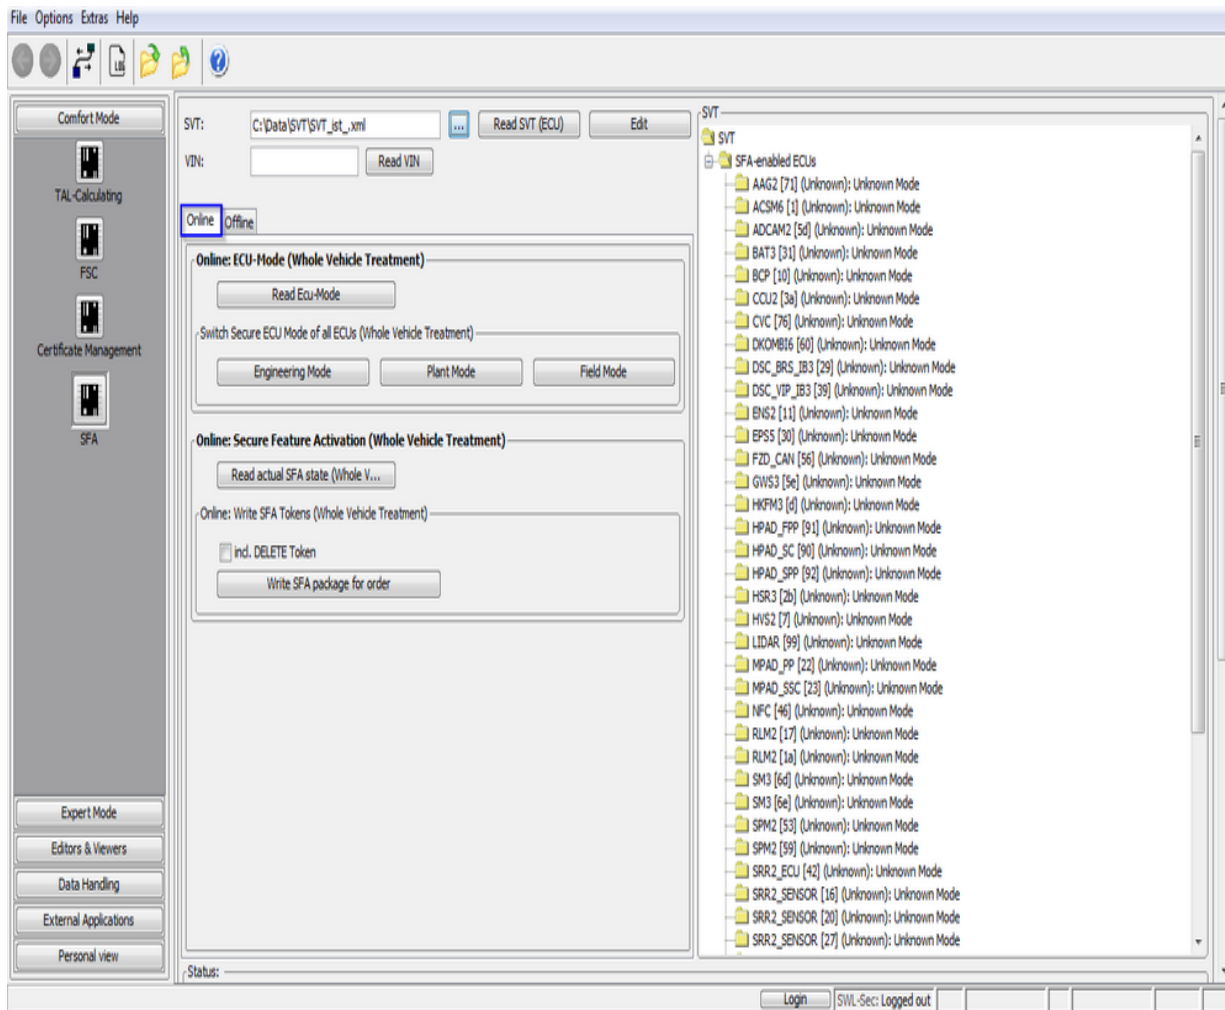 File Options Extras Help
LOG
Comfort Mode
TAL-Calculating
FSC
Certificate Management
SFA
Expert Mode
Editors & Viewers
Data Handling
External Applications
Personal view
SVT: C:\Data\SVT\SVT_ist_.xml ... Read SVT (ECU) Edit
VIN: Read VIN
Online Offline
Online: ECU-Mode (Whole Vehicle Treatment)
Read Ecu-Mode
Switch Secure ECU Mode of all ECUs (Whole Vehicle Treatment)
Engineering Mode Plant Mode Field Mode
Online: Secure Feature Activation (Whole Vehicle Treatment)
Read actual SFA state (Whole V...
Online: Write SFA Tokens (Whole Vehicle Treatment)
incl. DELETE Token
Write SFA package for order
Status:
SVT
SVT
SFA-enabled ECUs
AAG2 [71] (Unknown): Unknown Mode
ACSM6 [1] (Unknown): Unknown Mode
ADCAM2 [5d] (Unknown): Unknown Mode
BAT3 [31] (Unknown): Unknown Mode
BCP [10] (Unknown): Unknown Mode
CCU2 [3a] (Unknown): Unknown Mode
CVC [76] (Unknown): Unknown Mode
DKOMBI6 [60] (Unknown): Unknown Mode
DSC_BRS_IB3 [29] (Unknown): Unknown Mode
DSC_VIP_IB3 [39] (Unknown): Unknown Mode
ENS2 [11] (Unknown): Unknown Mode
EPS5 [30] (Unknown): Unknown Mode
FZD_CAN [56] (Unknown): Unknown Mode
GWS3 [5e] (Unknown): Unknown Mode
HKFM3 [d] (Unknown): Unknown Mode
HPAD_FPP [91] (Unknown): Unknown Mode
HPAD_SC [90] (Unknown): Unknown Mode
HPAD_SPP [92] (Unknown): Unknown Mode
HSR3 [2b] (Unknown): Unknown Mode
HVS2 [7] (Unknown): Unknown Mode
LIDAR [99] (Unknown): Unknown Mode
MPAD_PP [22] (Unknown): Unknown Mode
MPAD_SSC [23] (Unknown): Unknown Mode
NFC [46] (Unknown): Unknown Mode
RLM2 [17] (Unknown): Unknown Mode
RLM2 [1a] (Unknown): Unknown Mode
SM3 [6d] (Unknown): Unknown Mode
SM3 [6e] (Unknown): Unknown Mode
SPM2 [53] (Unknown): Unknown Mode
SPM2 [59] (Unknown): Unknown Mode
SRR2_ECU [42] (Unknown): Unknown Mode
SRR2_SENSOR [16] (Unknown): Unknown Mode
SRR2_SENSOR [20] (Unknown): Unknown Mode
SRR2_SENSOR [27] (Unknown): Unknown Mode
Login SWL-Sec: Logged out